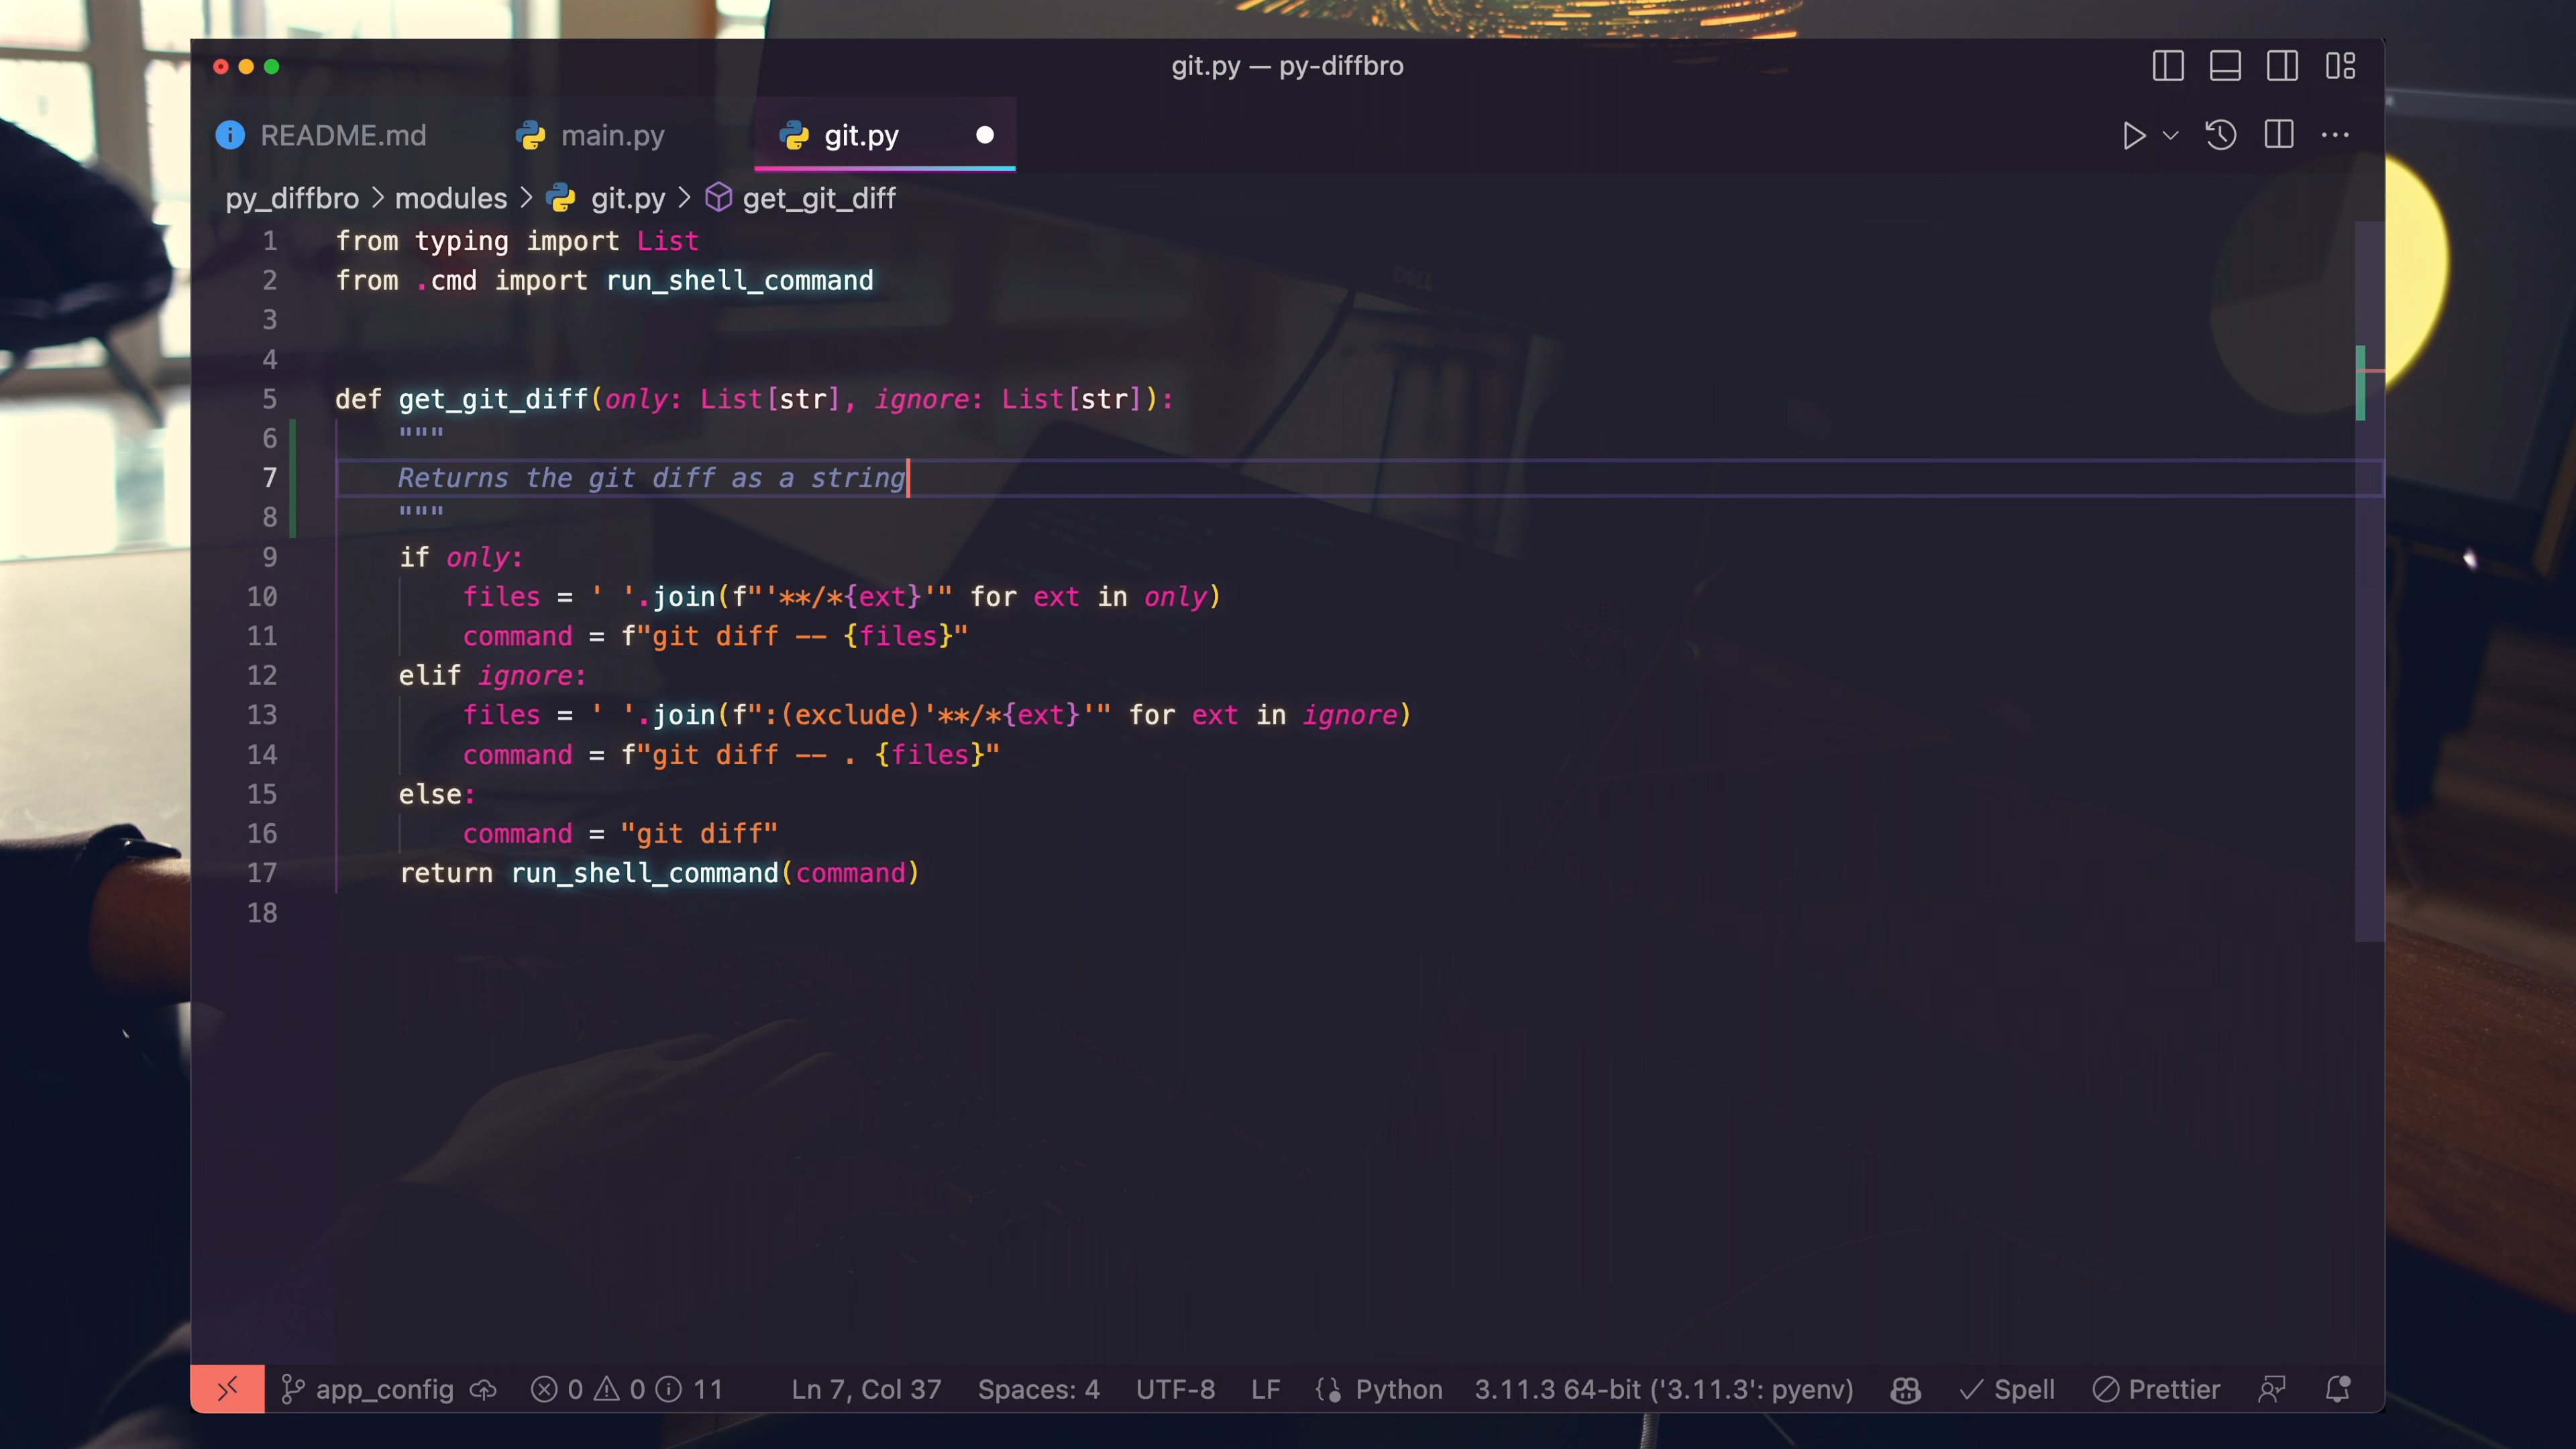 git.py — py-diffbro
README.md main.py git.py
py_diffbro > modules > git.py > get_git_diff
1 from typing import List
2 from .cmd import run_shell_command
3
4
5 def get_git_diff(only: List[str], ignore: List[str]):
6     """
7     Returns the git diff as a string
8     """
9     if only:
10         files = ' '.join(f"'**/*{ext}'" for ext in only)
11         command = f"git diff -- {files}"
12     elif ignore:
13         files = ' '.join(f":(exclude)'**/*{ext}'" for ext in ignore)
14         command = f"git diff -- . {files}"
15     else:
16         command = "git diff"
17     return run_shell_command(command)
18
app_config 0 0 11 Ln 7, Col 37 Spaces: 4 UTF-8 LF Python 3.11.3 64-bit ('3.11.3': pyenv) Spell Prettier
DELL